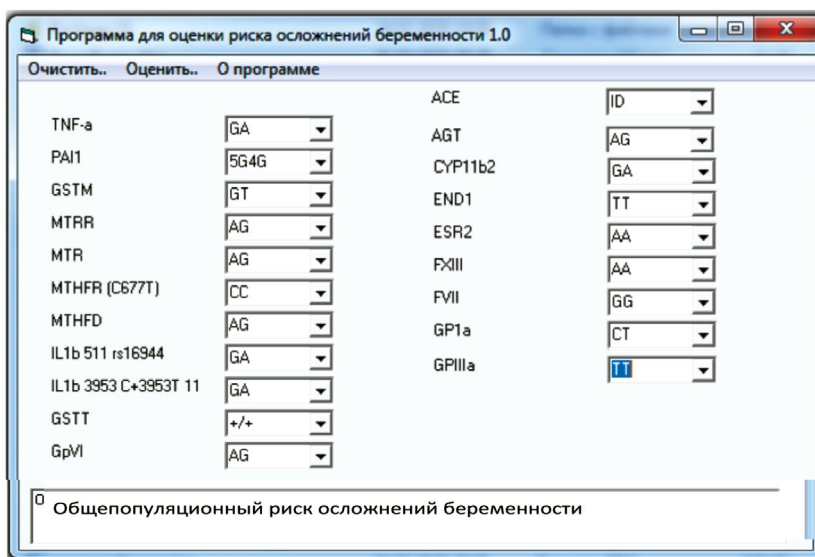 Программа для оценки риска осложнений беременности 1.0
Очистить.. Оценить.. О программе
TNF-a GA
PAI1 5G4G
GSTM GT
MTRR AG
MTR AG
MTHFR (C677T) CC
MTHFD AG
IL1b 511 rs16944 GA
IL1b 3953 C+3953T 11 GA
GSTT +/+
GpVI AG
ACE ID
AGT AG
CYP11b2 GA
END1 TT
ESR2 AA
FXIII AA
FVII GG
GP1a CT
GPIIIa TT
0 Общепопуляционный риск осложнений беременности